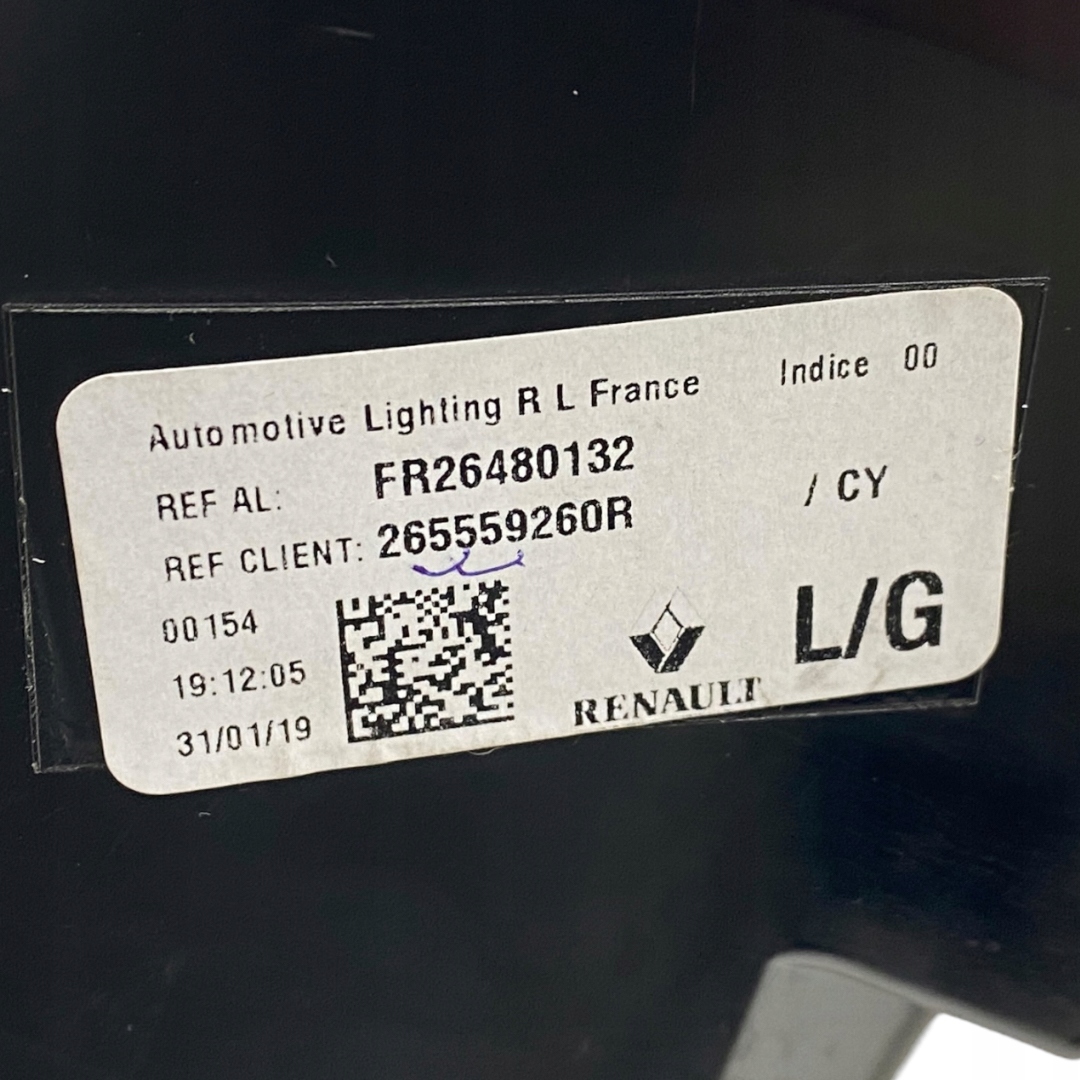 Automotive Lighting R L France Indice 00
REF AL: FR26480132
/ CY
REF CLIENT: 265559260R
00154
L/G
19:12:05
RENAULT
31/01/19